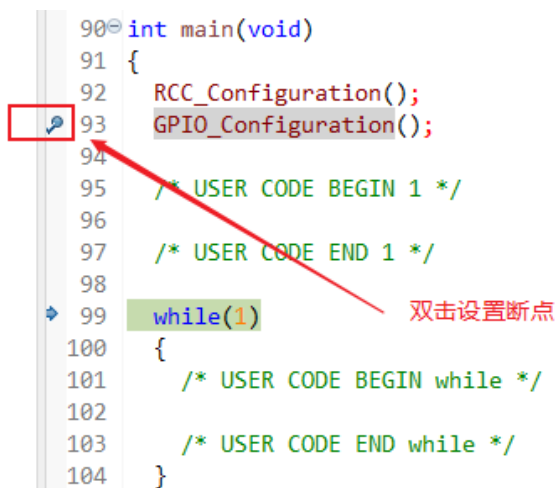 90 int main(void)
91 {
92 RCC_Configuration();
93 GPIO_Configuration();
94
95 /* USER CODE BEGIN 1 */
96
97 /* USER CODE END 1 */
98
99 while(1) 双击设置断点
100 {
101 /* USER CODE BEGIN while */
102
103 /* USER CODE END while */
104 }